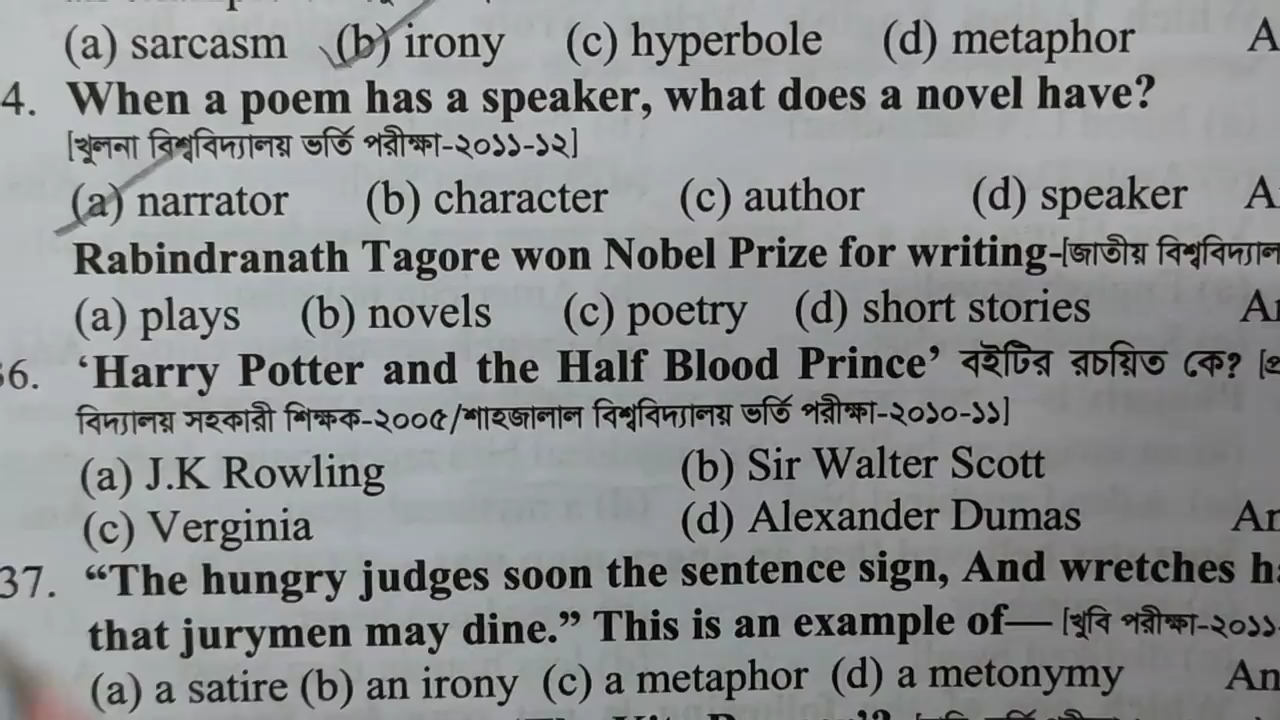 (a) sarcasm (b) irony (c) hyperbole (d) metaphor A
4. When a poem has a speaker, what does a novel have?
[খুলনা বিশ্ববিদ্যালয় ভর্তি পরীক্ষা-২০১১-১২]
(a) narrator (b) character (c) author (d) speaker A
Rabindranath Tagore won Nobel Prize for writing-[জাতীয় বিশ্ববিদ্যাল
(a) plays (b) novels (c) poetry (d) short stories A
6. ‘Harry Potter and the Half Blood Prince’ বইটির রচয়িত কে? [
বিদ্যালয় সহকারী শিক্ষক-২০০৫/শাহজালাল বিশ্ববিদ্যালয় ভর্তি পরীক্ষা-২০১০-১১]
(a) J.K Rowling (b) Sir Walter Scott
(c) Verginia (d) Alexander Dumas An
37. “The hungry judges soon the sentence sign, And wretches h
that jurymen may dine.” This is an example of— [খুবি পরীক্ষা-২০১১-
(a) a satire (b) an irony (c) a metaphor (d) a metonymy An